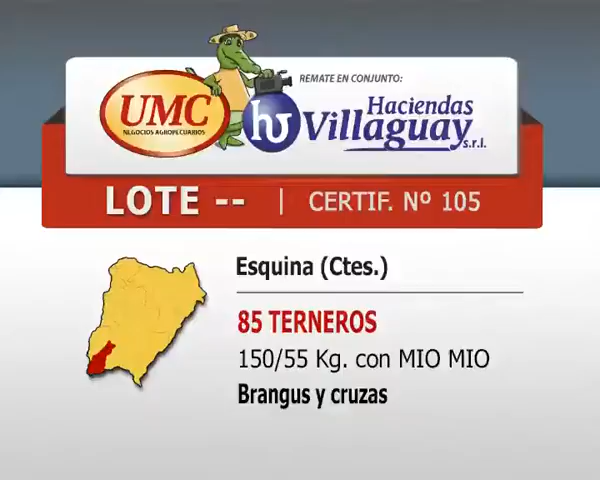 REMATE EN CONJUNTO:
UMC
NEGOCIOS AGROPECUARIOS
hv
Haciendas
Villaguay
s.r.l.
LOTE -- | CERTIF. Nº 105
Esquina (Ctes.)
85 TERNEROS
150/55 Kg. con MIO MIO
Brangus y cruzas